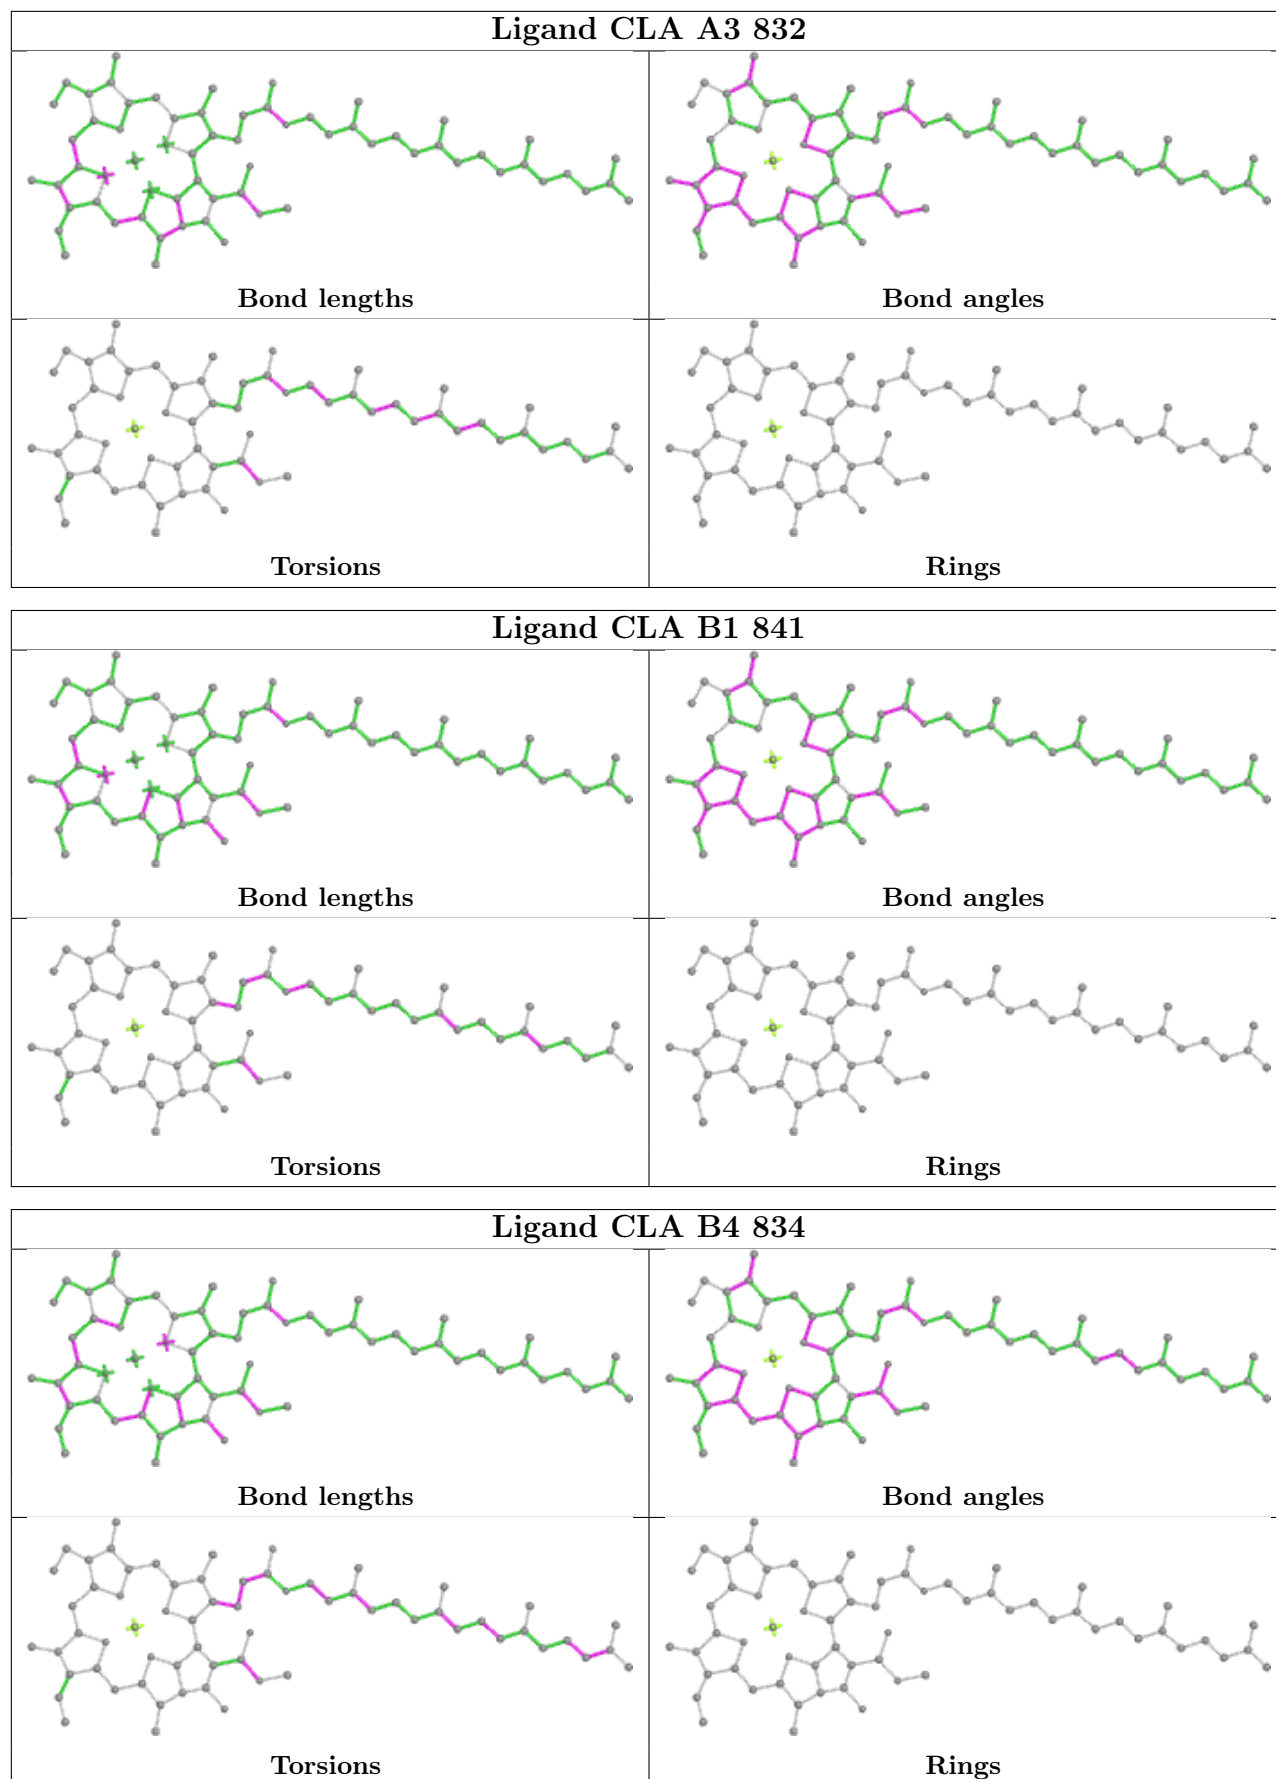 Ligand CLA A3 832
Bond lengths
Bond angles
Torsions
Rings
Ligand CLA B1 841
Bond lengths
Bond angles
Torsions
Rings
Ligand CLA B4 834
Bond lengths
Bond angles
Torsions
Rings